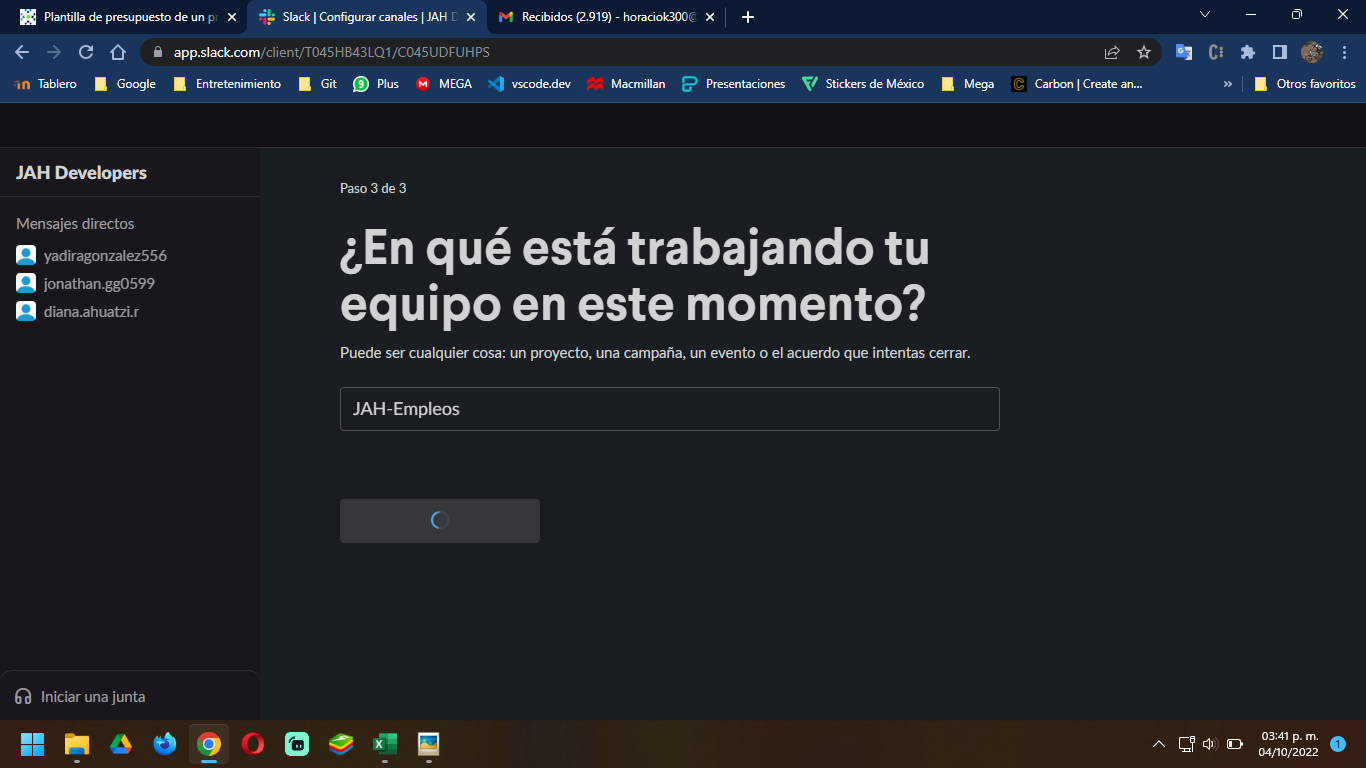 Plantilla de presupuesto de un pr
Slack | Configurar canales | JAH D
Recibidos (2.919) - horaciok300@
app.slack.com/client/T045HB43LQ1/C045UDFUHPS
Tablero
Google
Entretenimiento
Git
Plus
MEGA
vscode.dev
Macmillan
Presentaciones
Stickers de México
Mega
Carbon | Create an...
»
Otros favoritos
JAH Developers
Mensajes directos
yadiragonzalez556
jonathan.gg0599
diana.ahuatzi.r
Iniciar una junta
Paso 3 de 3
¿En qué está trabajando tu
equipo en este momento?
Puede ser cualquier cosa: un proyecto, una campaña, un evento o el acuerdo que intentas cerrar.
JAH-Empleos
03:41 p. m.
04/10/2022
1